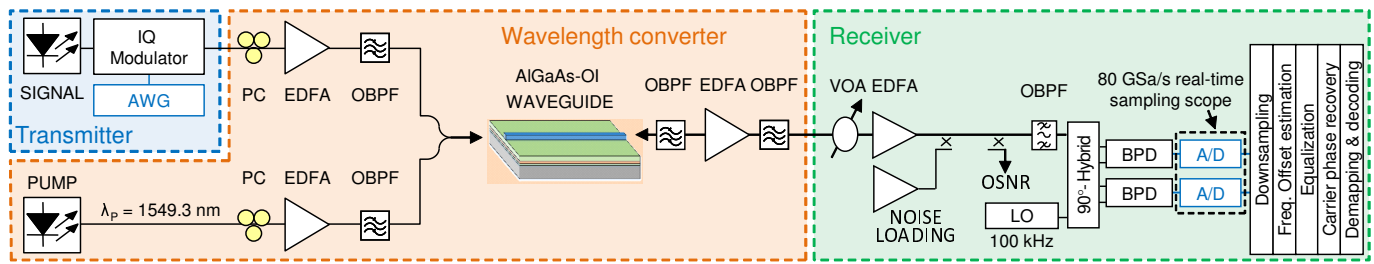 SIGNAL
IQ
Modulator
AWG
Transmitter
PC
EDFA
OBPF
PUMP
λP = 1549.3 nm
PC
EDFA
OBPF
Wavelength converter
AlGaAs-OI
WAVEGUIDE
OBPF
EDFA
OBPF
Receiver
VOA
EDFA
NOISE
LOADING
OSNR
OBPF
LO
100 kHz
90°- Hybrid
BPD
BPD
80 GSa/s real-time
sampling scope
A/D
A/D
Downsampling
Freq. Offset estimation
Equalization
Carrier phase recovery
Demapping & decoding